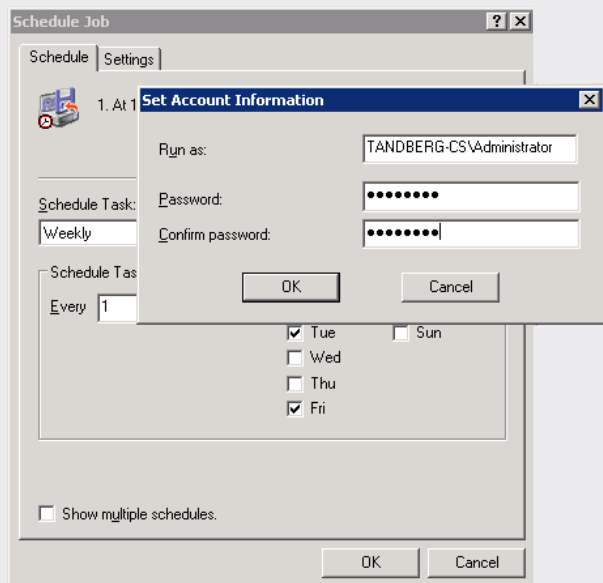 Schedule Job
Schedule
Settings
1. At 1
Set Account Information
Run as:
TANDBERG-CS\Administrator
Password:
●●●●●●●●
Confirm password:
●●●●●●●●
OK
Cancel
Schedule Task:
Weekly
Schedule Tas
Every
1
Tue
Sun
Wed
Thu
Fri
Show multiple schedules.
OK
Cancel